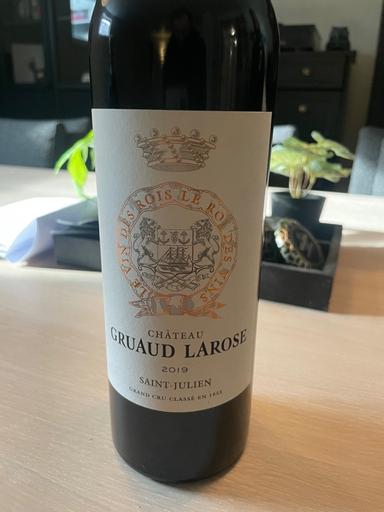 LE VIN DES ROIS LE ROI DES VINS
CHÂTEAU
GRUAUD LAROSE
2019
SAINT-JULIEN
GRAND CRU CLASSÉ EN 1855